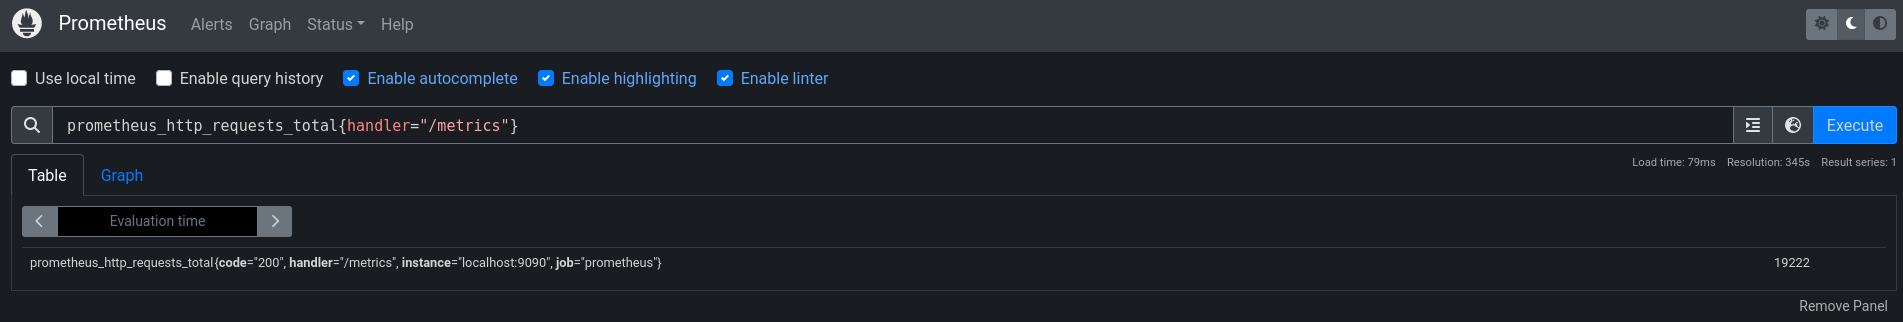 Prometheus Alerts Graph Status Help
Use local time Enable query history Enable autocomplete Enable highlighting Enable linter
prometheus_http_requests_total{handler="/metrics"} Execute
Load time: 79ms Resolution: 345s Result series: 1
Table Graph
Evaluation time
prometheus_http_requests_total{code="200", handler="/metrics", instance="localhost:9090", job="prometheus"} 19222
Remove Panel